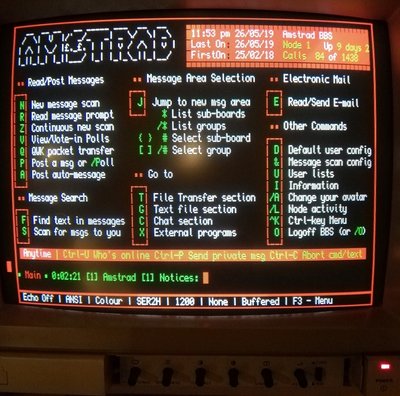 AMSTRAD
11:53 pm 26/05/19 Amstrad BBS
Last On: 26/05/19 Node 1 Up 9 days 2
FirstOn : 25/02/18 Calls 84 of 1430
Read/Post Messages
Message Area Selection
Electronic Mail
N New message scan
R Read message prompt
Z Continuous new scan
V View/Vote-in Polls
QWK packet transfer
P Post a msg or /Poll
A Post auto-message
J Jump to new msg area
* List sub-boards
/* List groups
{ } # Select sub-board
[ ] /# Select group
E Read/Send E-mail
Other Commands
D Default user config
& Message scan config
U User lists
I Information
/A Change your avatar
/L Node activity
^K Ctrl-key Menu
O Logoff BBS (or /O)
Message Search
F Find text in messages
S Scan for msgs to you
Go to
T File Transfer section
G Text file section
C Chat section
X External programs
Anytime | Ctrl-U Who's online Ctrl-P Send private msg Ctrl-C Abort cmd/text
Main 0:02:21 [1] Amstrad [1] Notices:
Echo Off | ANSI | Colour | SER2H | 1200 | None | Buffered | F3 - Menu
POWER